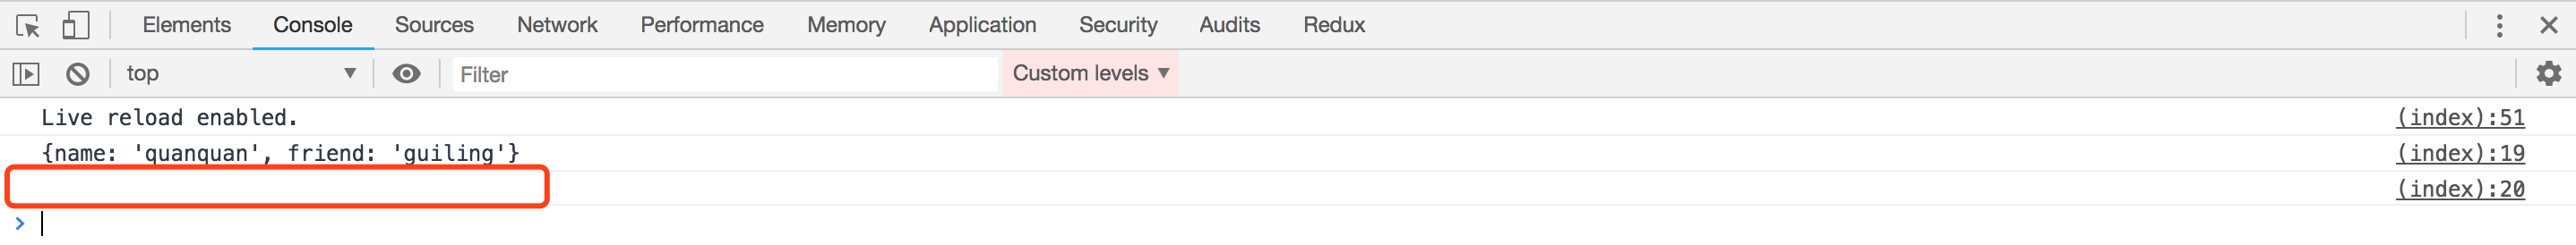 Elements Console Sources Network Performance Memory Application Security Audits Redux
top Filter Custom levels
Live reload enabled. (index):51
{name: 'quanquan', friend: 'guiling'} (index):19
(index):20